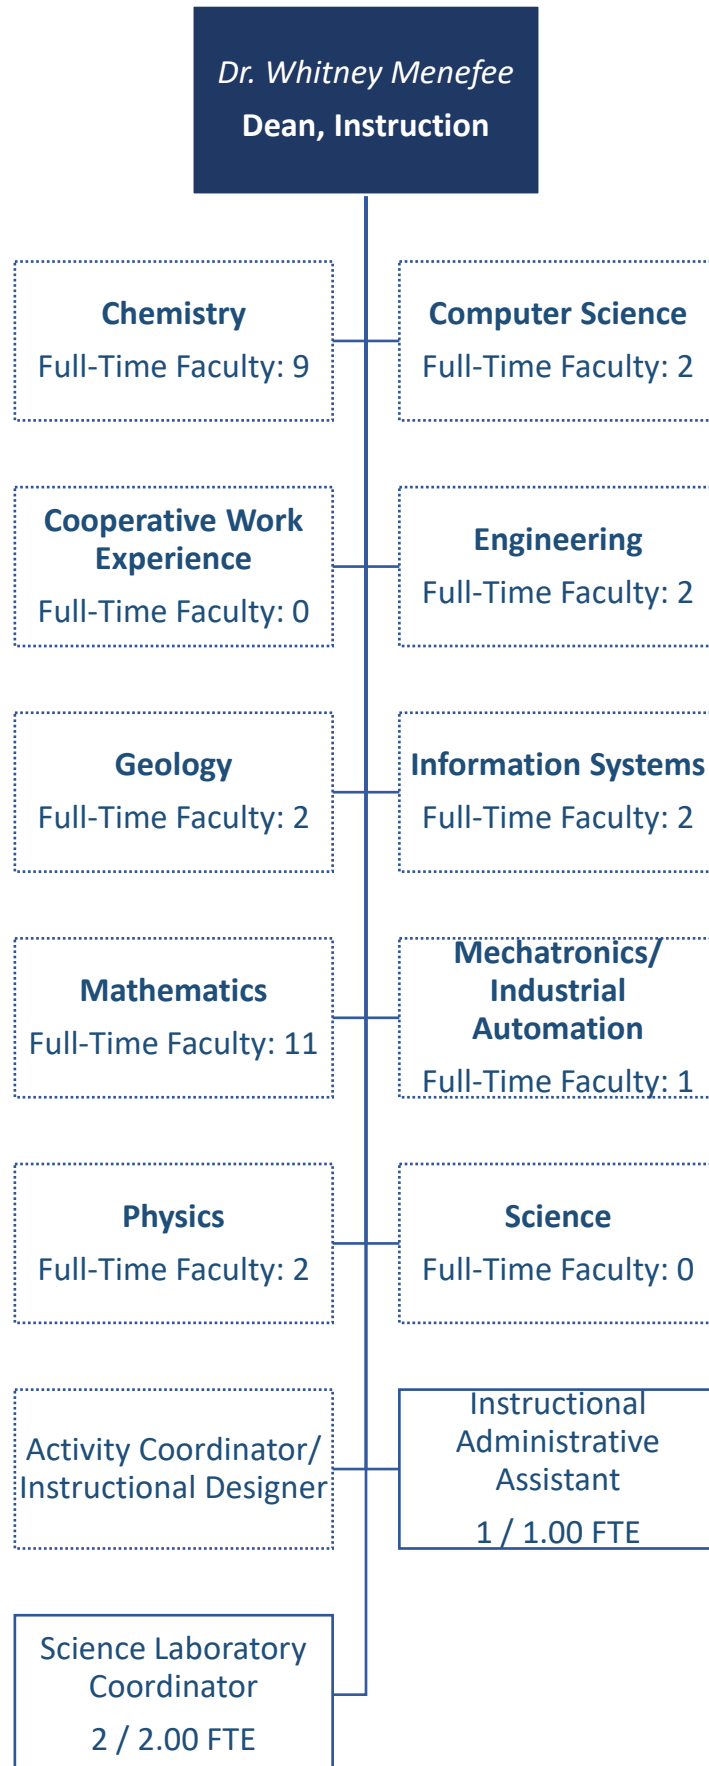 Dr. Whitney Menefee
Dean, Instruction
Chemistry
Full-Time Faculty: 9
Computer Science
Full-Time Faculty: 2
Cooperative Work
Experience
Full-Time Faculty: 0
Engineering
Full-Time Faculty: 2
Geology
Full-Time Faculty: 2
Information Systems
Full-Time Faculty: 2
Mathematics
Full-Time Faculty: 11
Mechatronics/
Industrial
Automation
Full-Time Faculty: 1
Physics
Full-Time Faculty: 2
Science
Full-Time Faculty: 0
Activity Coordinator/
Instructional Designer
Instructional
Administrative
Assistant
1 / 1.00 FTE
Science Laboratory
Coordinator
2 / 2.00 FTE